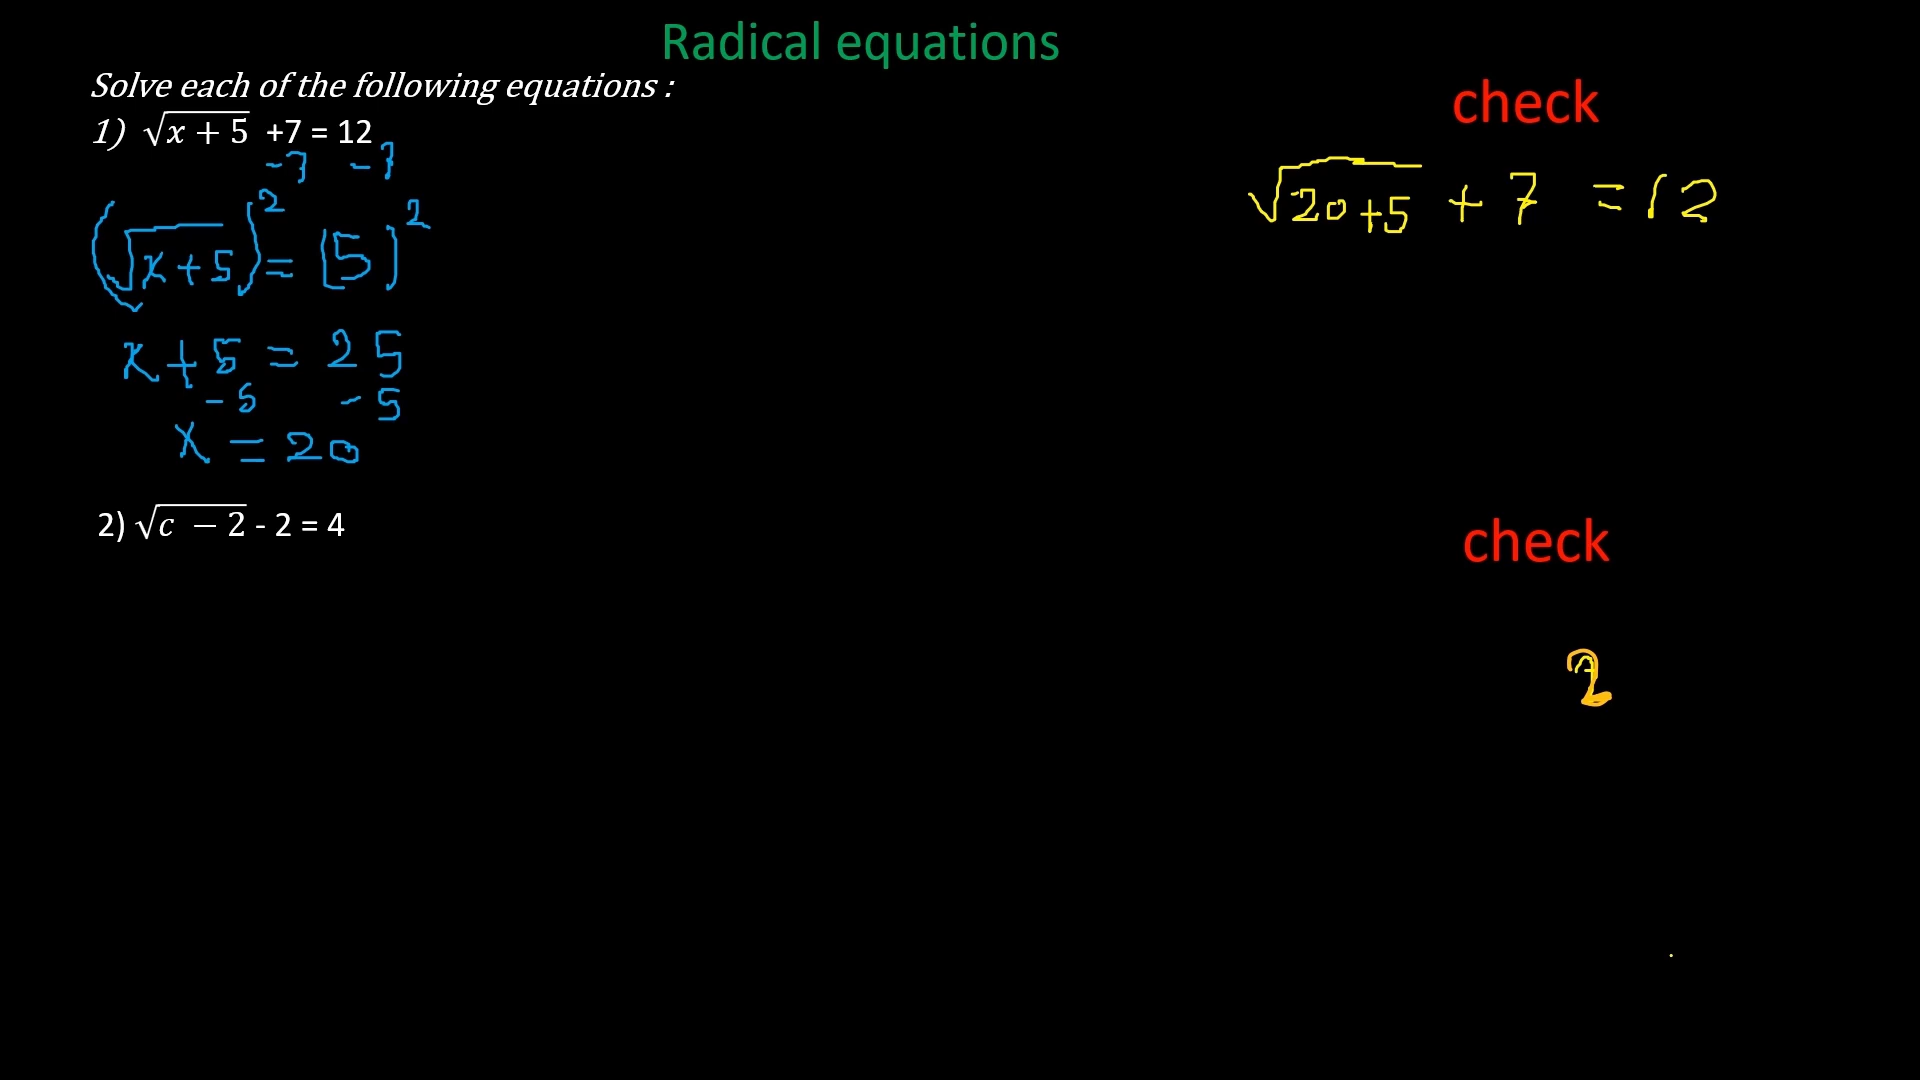 Radical equations
Solve each of the following equations :
check
1) √(x + 5) +7 = 12
-7 -7
√(20+5) + 7 = 12
(√(x+5))² = (5)²
x+5 = 25
-5 -5
x = 20
2) √(c - 2) - 2 = 4
check
2